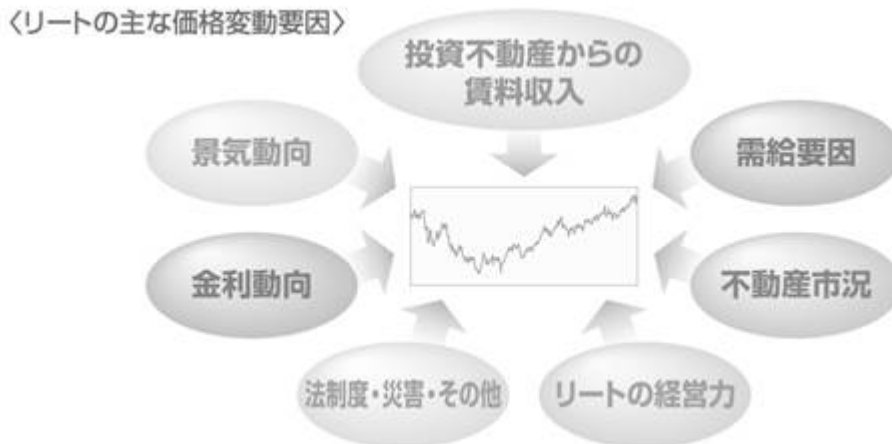 〈リートの主な価格変動要因〉
投資不動産からの
賃料収入
景気動向
需給要因
金利動向
不動産市況
法制度・災害・その他
リートの経営力